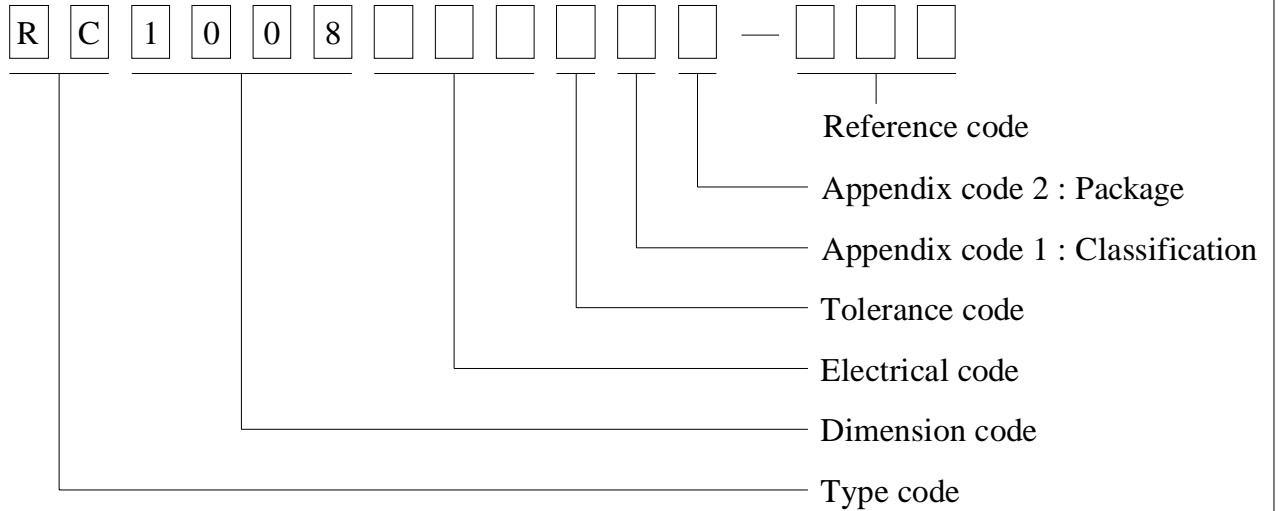 R C 1 0 0 8 —
Reference code
Appendix code 2 : Package
Appendix code 1 : Classification
Tolerance code
Electrical code
Dimension code
Type code